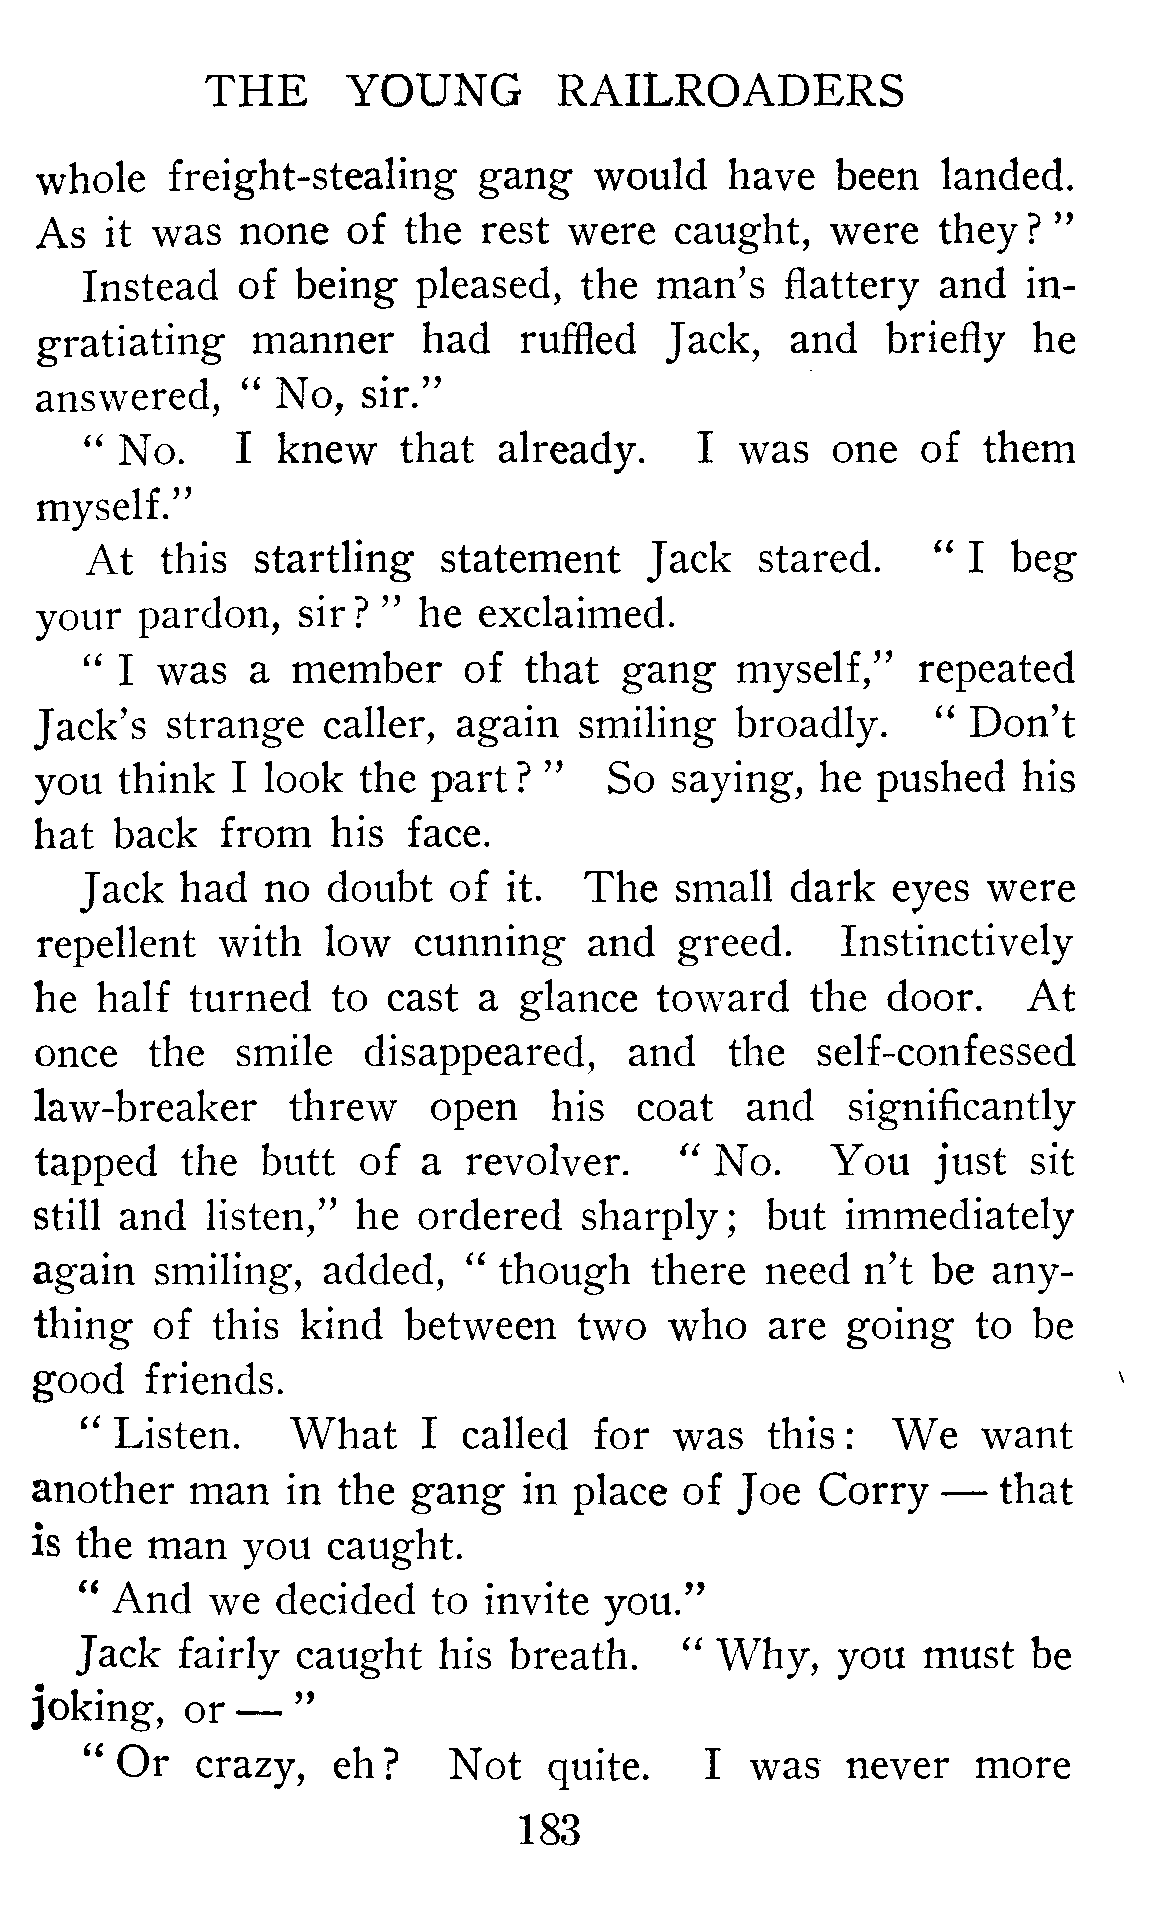 THE YOUNG RAILROADERS
whole freight-stealing gang would have been landed.
As it was none of the rest were caught, were they? "
Instead of being pleased, the man's flattery and in-
gratiating manner had ruffled Jack, and briefly he
answered, " No, sir."
" No. I knew that already. I was one of them
myself."
At this startling statement Jack stared. " I beg
your pardon, sir? " he exclaimed.
" I was a member of that gang myself," repeated
Jack's strange caller, again smiling broadly. " Don't
you think I look the part? " So saying, he pushed his
hat back from his face.
Jack had no doubt of it. The small dark eyes were
repellent with low cunning and greed. Instinctively
he half turned to cast a glance toward the door. At
once the smile disappeared, and the self-confessed
law-breaker threw open his coat and significantly
tapped the butt of a revolver. " No. You just sit
still and listen," he ordered sharply; but immediately
again smiling, added, " though there need n't be any-
thing of this kind between two who are going to be
good friends.
" Listen. What I called for was this: We want
another man in the gang in place of Joe Corry — that
is the man you caught.
" And we decided to invite you."
Jack fairly caught his breath. " Why, you must be
joking, or — "
" Or crazy, eh? Not quite. I was never more
183